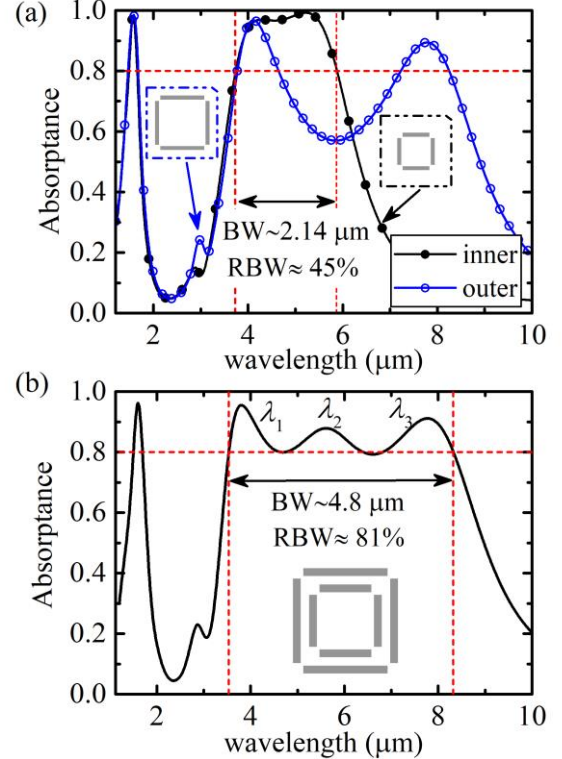 (a)
1.0
0.8
0.6
0.4
0.2
0.0
Absorptance
BW~2.14 μm
RBW≈ 45%
inner
outer
2 4 6 8 10
wavelength (μm)
(b)
1.0
0.8
0.6
0.4
0.2
0.0
Absorptance
λ1 λ2 λ3
BW~4.8 μm
RBW≈ 81%
2 4 6 8 10
wavelength (μm)